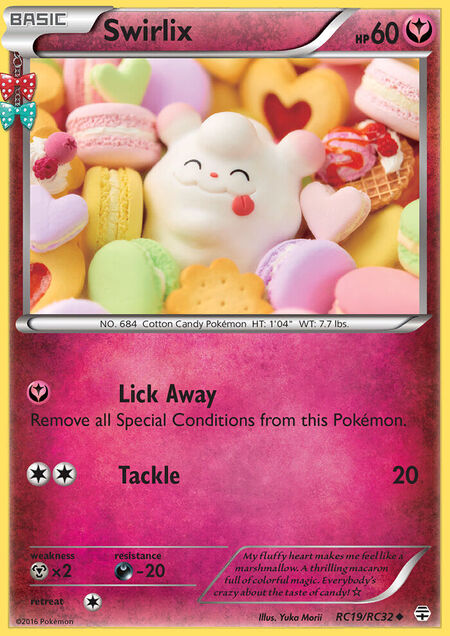 BASIC
Swirlix
HP60
NO. 684 Cotton Candy Pokémon HT: 1'04" WT: 7.7 lbs.
Lick Away
Remove all Special Conditions from this Pokémon.
Tackle 20
weakness
×2
resistance
-20
retreat
My fluffy heart makes me feel like a
marshmallow. A thrilling macaron
full of colorful magic. Everybody's
crazy about the taste of candy!☆
©2016 Pokémon
Illus. Yuka Morii
RC19/RC32